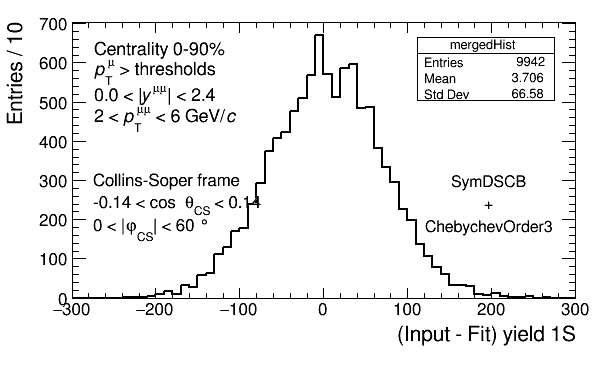 Entries / 10
700
600
500
400
300
200
100
0
Centrality 0-90%
p_T^μ > thresholds
0.0 < |y^μμ| < 2.4
2 < p_T^μμ < 6 GeV/c
Collins-Soper frame
-0.14 < cos θ_CS < 0.14
0 < |φ_CS| < 60 °
mergedHist
Entries 9942
Mean 3.706
Std Dev 66.58
SymDSCB
+
ChebychevOrder3
−300 −200 −100 0 100 200 300
(Input - Fit) yield 1S